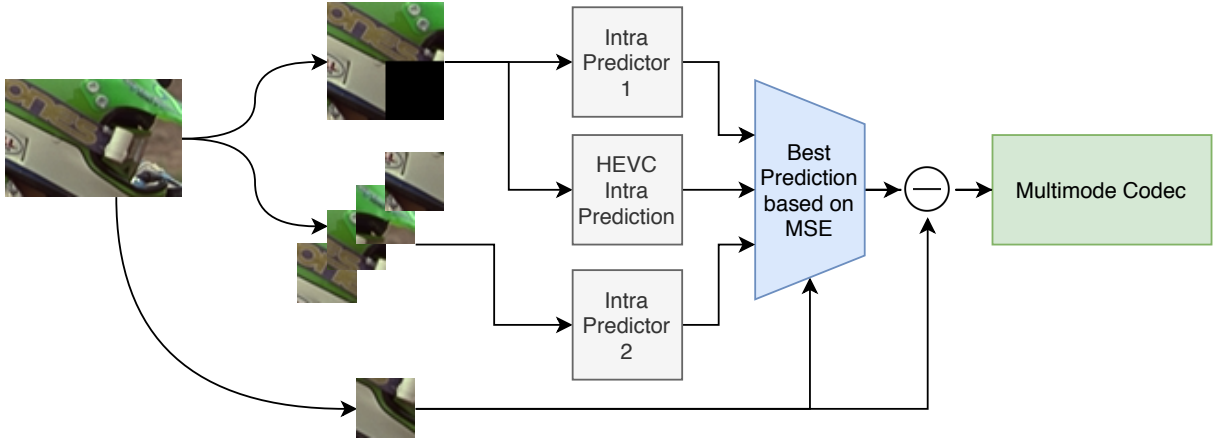 Intra
Predictor
1
HEVC
Intra
Prediction
Intra
Predictor
2
Best
Prediction
based on
MSE
Multimode Codec